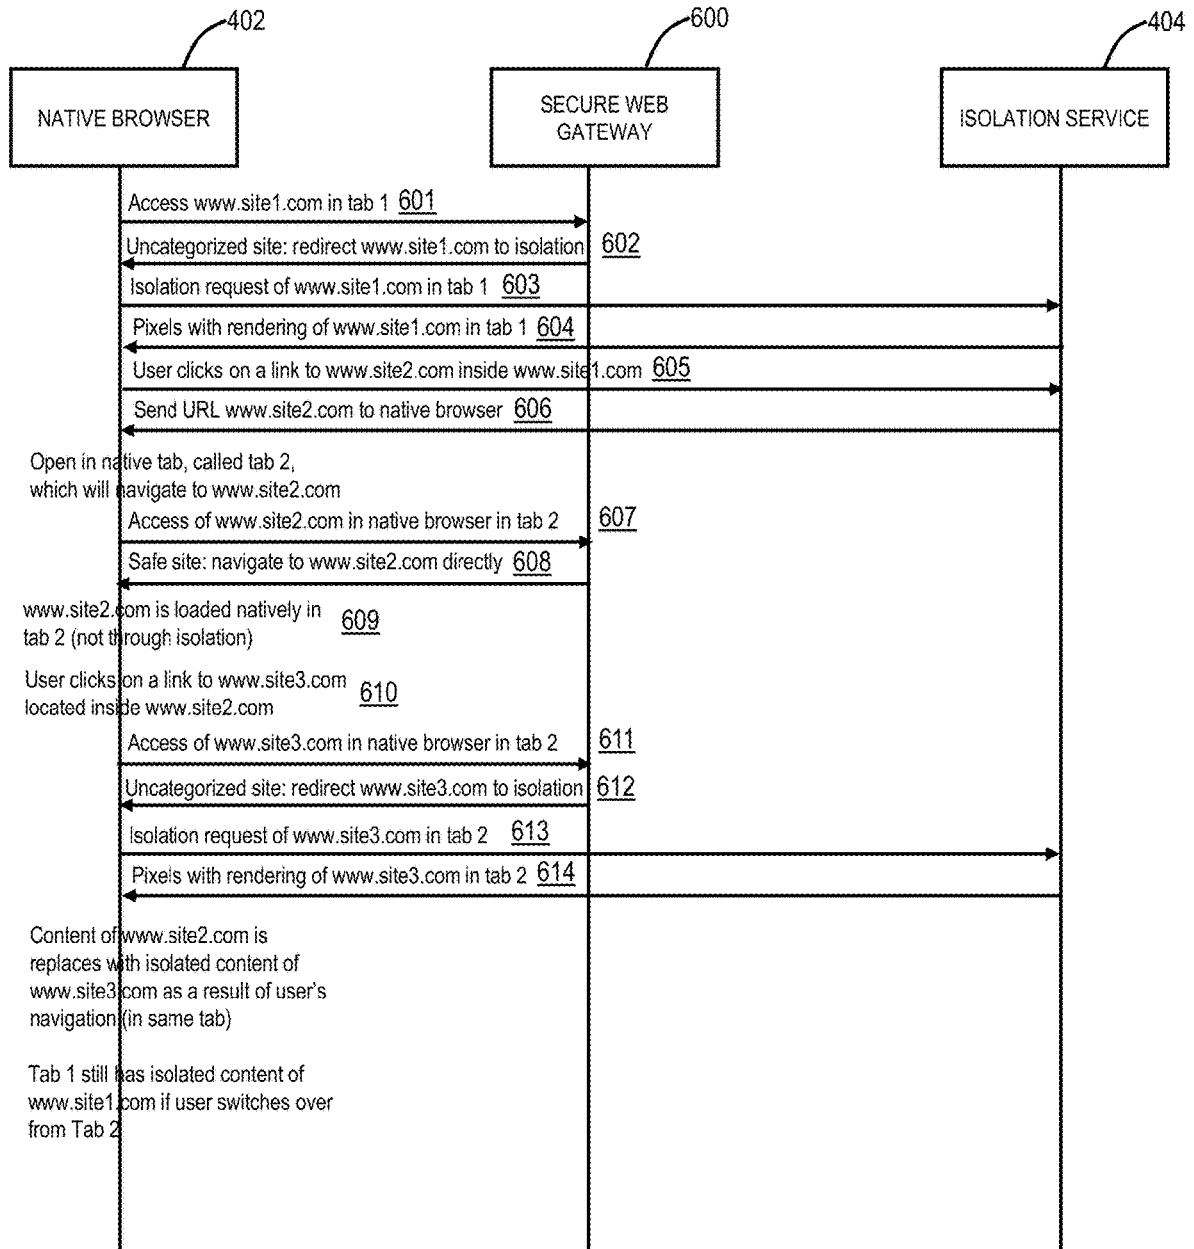 402
600
404
NATIVE BROWSER
SECURE WEB
GATEWAY
ISOLATION SERVICE
Access www.site1.com in tab 1 601
Uncategorized site: redirect www.site1.com to isolation 602
Isolation request of www.site1.com in tab 1 603
Pixels with rendering of www.site1.com in tab 1 604
User clicks on a link to www.site2.com inside www.site1.com 605
Send URL www.site2.com to native browser 606
Open in native tab, called tab 2,
which will navigate to www.site2.com
Access of www.site2.com in native browser in tab 2 607
Safe site: navigate to www.site2.com directly 608
www.site2.com is loaded natively in
tab 2 (not through isolation)
609
User clicks on a link to www.site3.com
located inside www.site2.com
610
Access of www.site3.com in native browser in tab 2 611
Uncategorized site: redirect www.site3.com to isolation 612
Isolation request of www.site3.com in tab 2 613
Pixels with rendering of www.site3.com in tab 2 614
Content of www.site2.com is
replaces with isolated content of
www.site3.com as a result of user's
navigation (in same tab)
Tab 1 still has isolated content of
www.site1.com if user switches over
from Tab 2